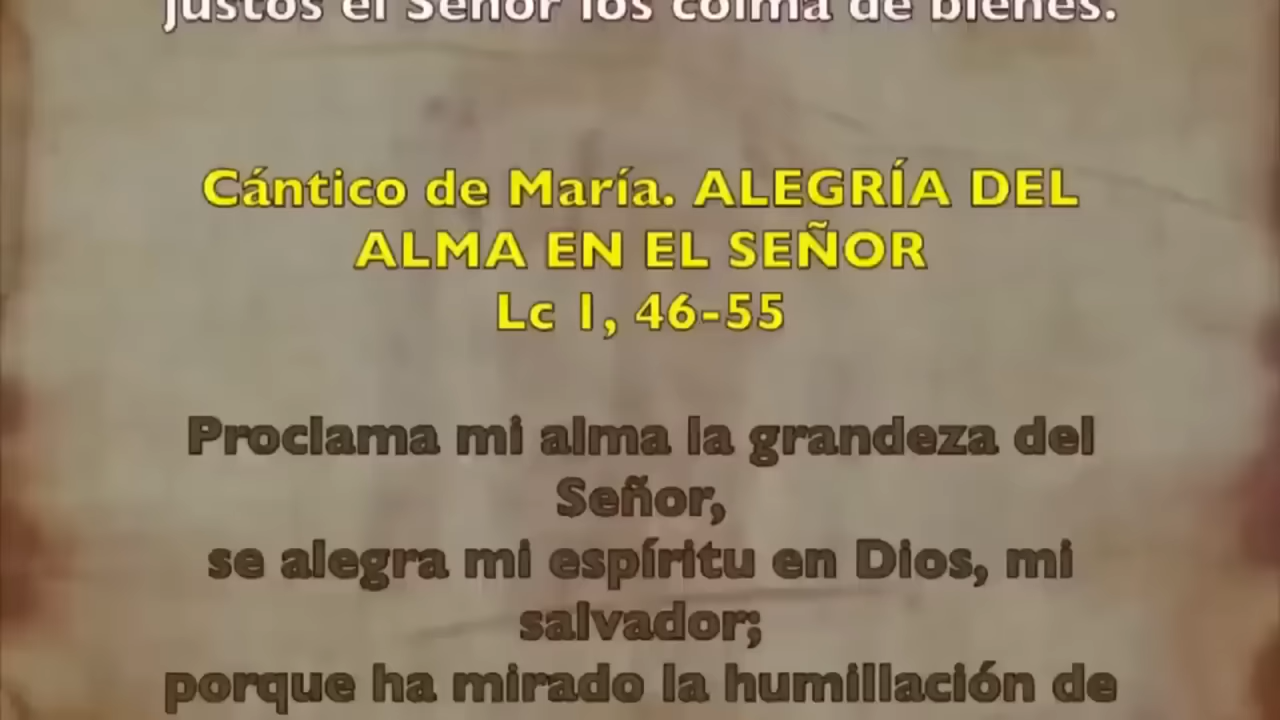 justos el Señor los colma de bienes.
Cántico de María. ALEGRÍA DEL
ALMA EN EL SEÑOR
Lc 1, 46-55
Proclama mi alma la grandeza del
Señor,
se alegra mi espíritu en Dios, mi
salvador;
porque ha mirado la humillación de